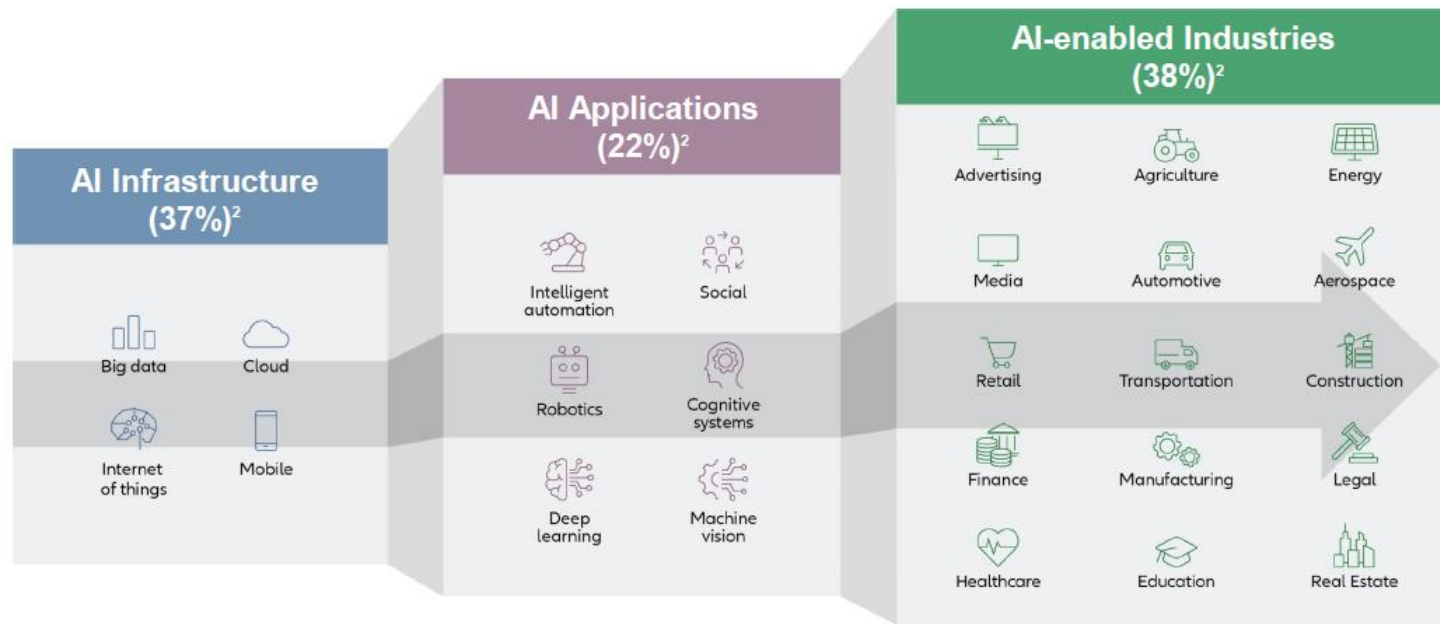 AI Infrastructure
(37%)²
Big data
Cloud
Internet
of things
Mobile
AI Applications
(22%)²
Intelligent
automation
Social
Robotics
Cognitive
systems
Deep
learning
Machine
vision
AI-enabled Industries
(38%)²
Advertising
Agriculture
Energy
Media
Automotive
Aerospace
Retail
Transportation
Construction
Finance
Manufacturing
Legal
Healthcare
Education
Real Estate